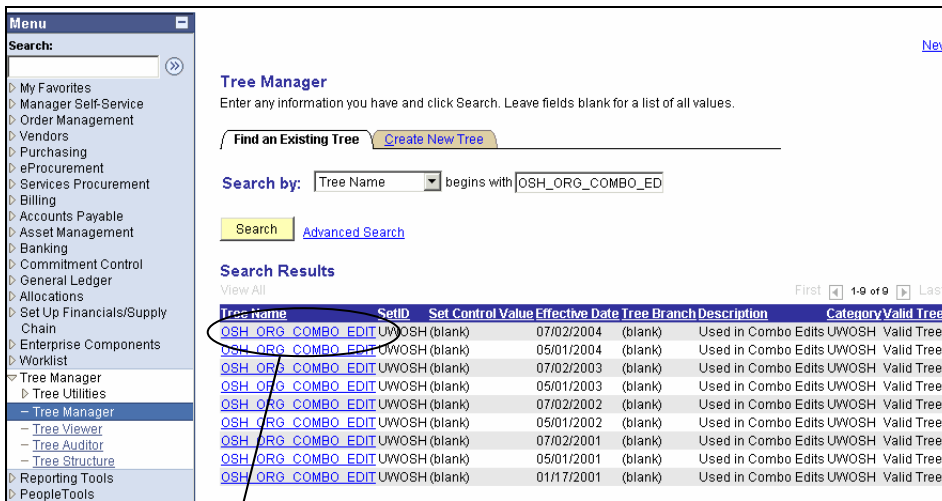 Menu
Search:
My Favorites
Manager Self-Service
Order Management
Vendors
Purchasing
eProcurement
Services Procurement
Billing
Accounts Payable
Asset Management
Banking
Commitment Control
General Ledger
Allocations
Set Up Financials/Supply
Chain
Enterprise Components
Worklist
Tree Manager
Tree Utilities
– Tree Manager
– Tree Viewer
– Tree Auditor
– Tree Structure
Reporting Tools
PeopleTools
Nev
Tree Manager
Enter any information you have and click Search. Leave fields blank for a list of all values.
Find an Existing Tree Create New Tree
Search by: Tree Name begins with OSH_ORG_COMBO_ED
Search Advanced Search
Search Results
View All First 1-9 of 9 Las
Tree Name SetID Set Control Value Effective Date Tree Branch Description Category Valid Tree
OSH_ORG_COMBO_EDIT UWOSH (blank) 07/02/2004 (blank) Used in Combo Edits UWOSH Valid Tree
OSH_ORG_COMBO_EDIT UWOSH (blank) 05/01/2004 (blank) Used in Combo Edits UWOSH Valid Tree
OSH_ORG_COMBO_EDIT UWOSH (blank) 07/02/2003 (blank) Used in Combo Edits UWOSH Valid Tree
OSH_ORG_COMBO_EDIT UWOSH (blank) 05/01/2003 (blank) Used in Combo Edits UWOSH Valid Tree
OSH_ORG_COMBO_EDIT UWOSH (blank) 07/02/2002 (blank) Used in Combo Edits UWOSH Valid Tree
OSH_ORG_COMBO_EDIT UWOSH (blank) 05/01/2002 (blank) Used in Combo Edits UWOSH Valid Tree
OSH_ORG_COMBO_EDIT UWOSH (blank) 07/02/2001 (blank) Used in Combo Edits UWOSH Valid Tree
OSH_ORG_COMBO_EDIT UWOSH (blank) 05/01/2001 (blank) Used in Combo Edits UWOSH Valid Tree
OSH_ORG_COMBO_EDIT UWOSH (blank) 01/17/2001 (blank) Used in Combo Edits UWOSH Valid Tree